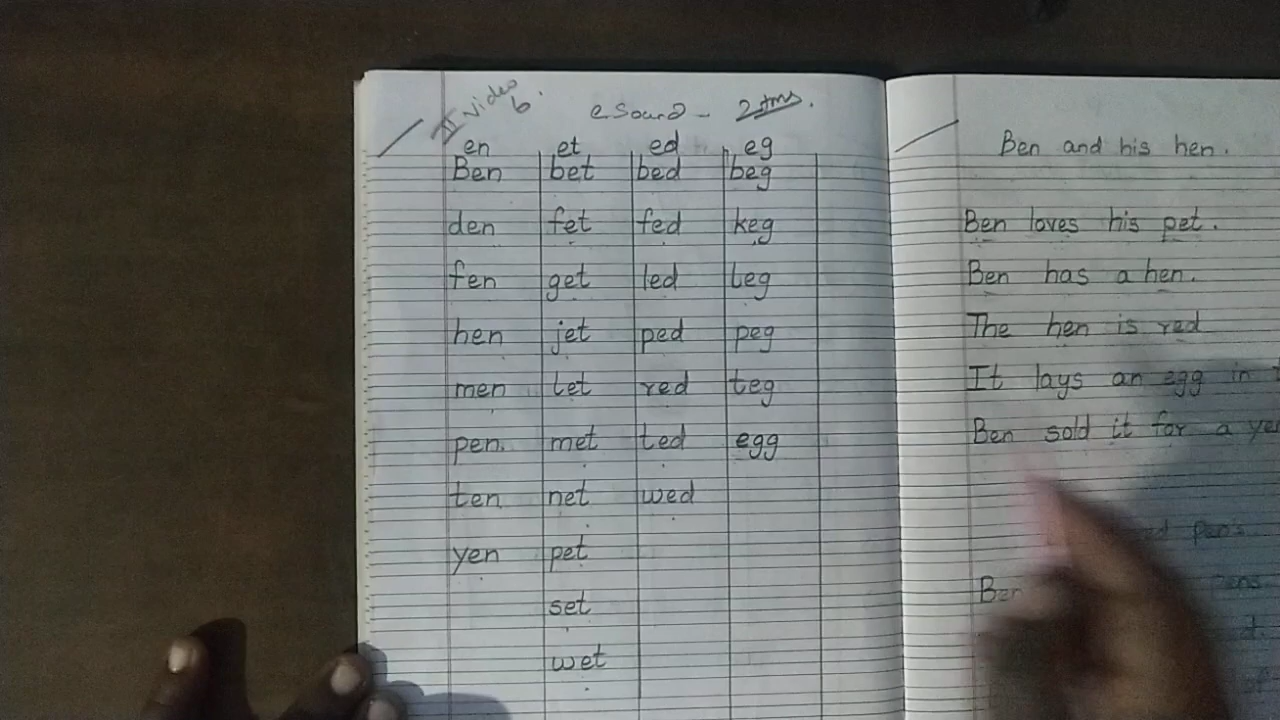 II Video 6.
e Sound - 2 tms.
en et ed eg
Ben bet bed beg
den fet fed keg
fen get led leg
hen jet ped peg
men let red teg
pen. met ted egg
ten net wed
yen pet
set
wet
Ben and his hen.
Ben loves his pet.
Ben has a hen.
The hen is red
It lays an egg in
Ben sold it for a